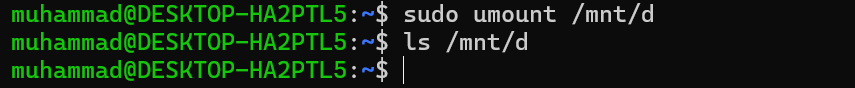 muhammad@DESKTOP-HA2PTL5:~$ sudo umount /mnt/d
muhammad@DESKTOP-HA2PTL5:~$ ls /mnt/d
muhammad@DESKTOP-HA2PTL5:~$